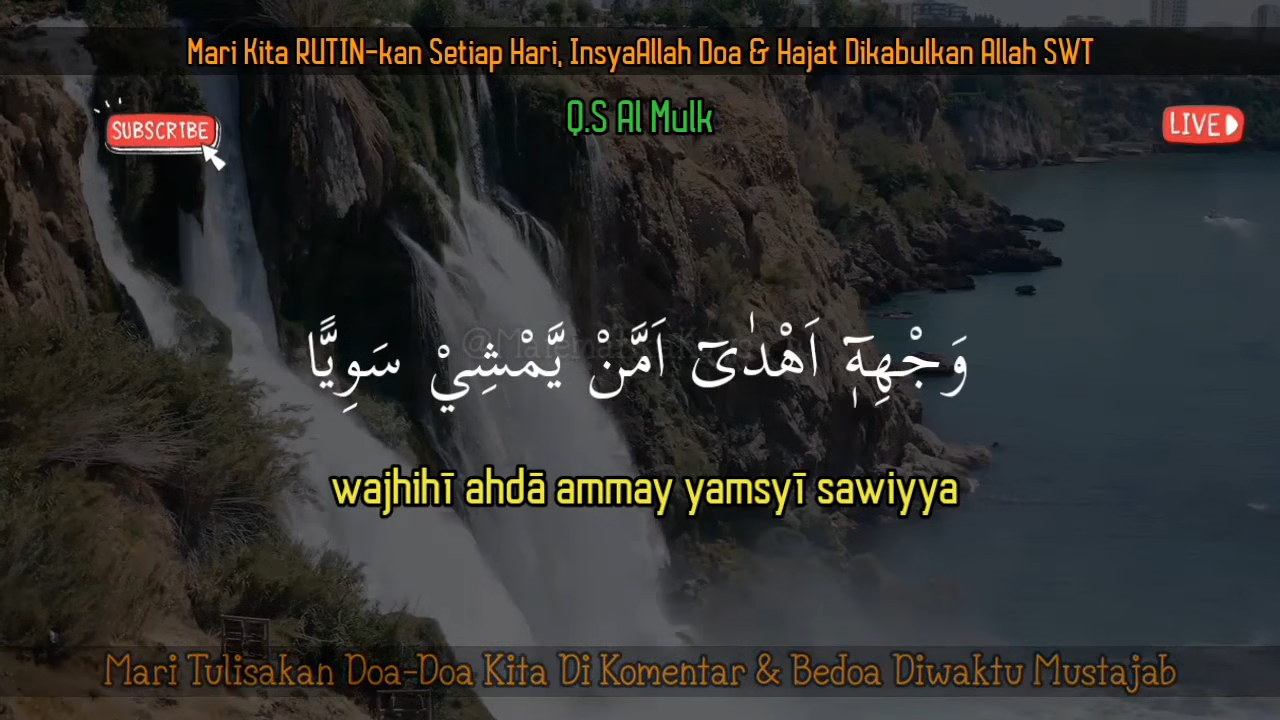 Mari Kita RUTIN-kan Setiap Hari, InsyaAllah Doa & Hajat Dikabulkan Allah SWT
Q.S Al Mulk
SUBSCRIBE
LIVE
وَجْهِهٖٓ اَهْدٰىٓ اَمَّنْ يَّمْشِيْ سَوِيًّا
wajhihī ahdā ammay yamsyī sawiyya
Mari Tulisakan Doa-Doa Kita Di Komentar & Bedoa Diwaktu Mustajab